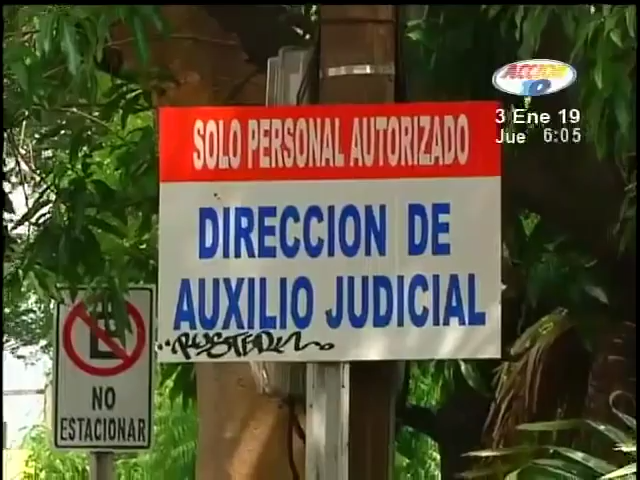 ACCION
10
3 Ene 19
Jue 6:05
SOLO PERSONAL AUTORIZADO
DIRECCION DE
AUXILIO JUDICIAL
E
NO
ESTACIONAR